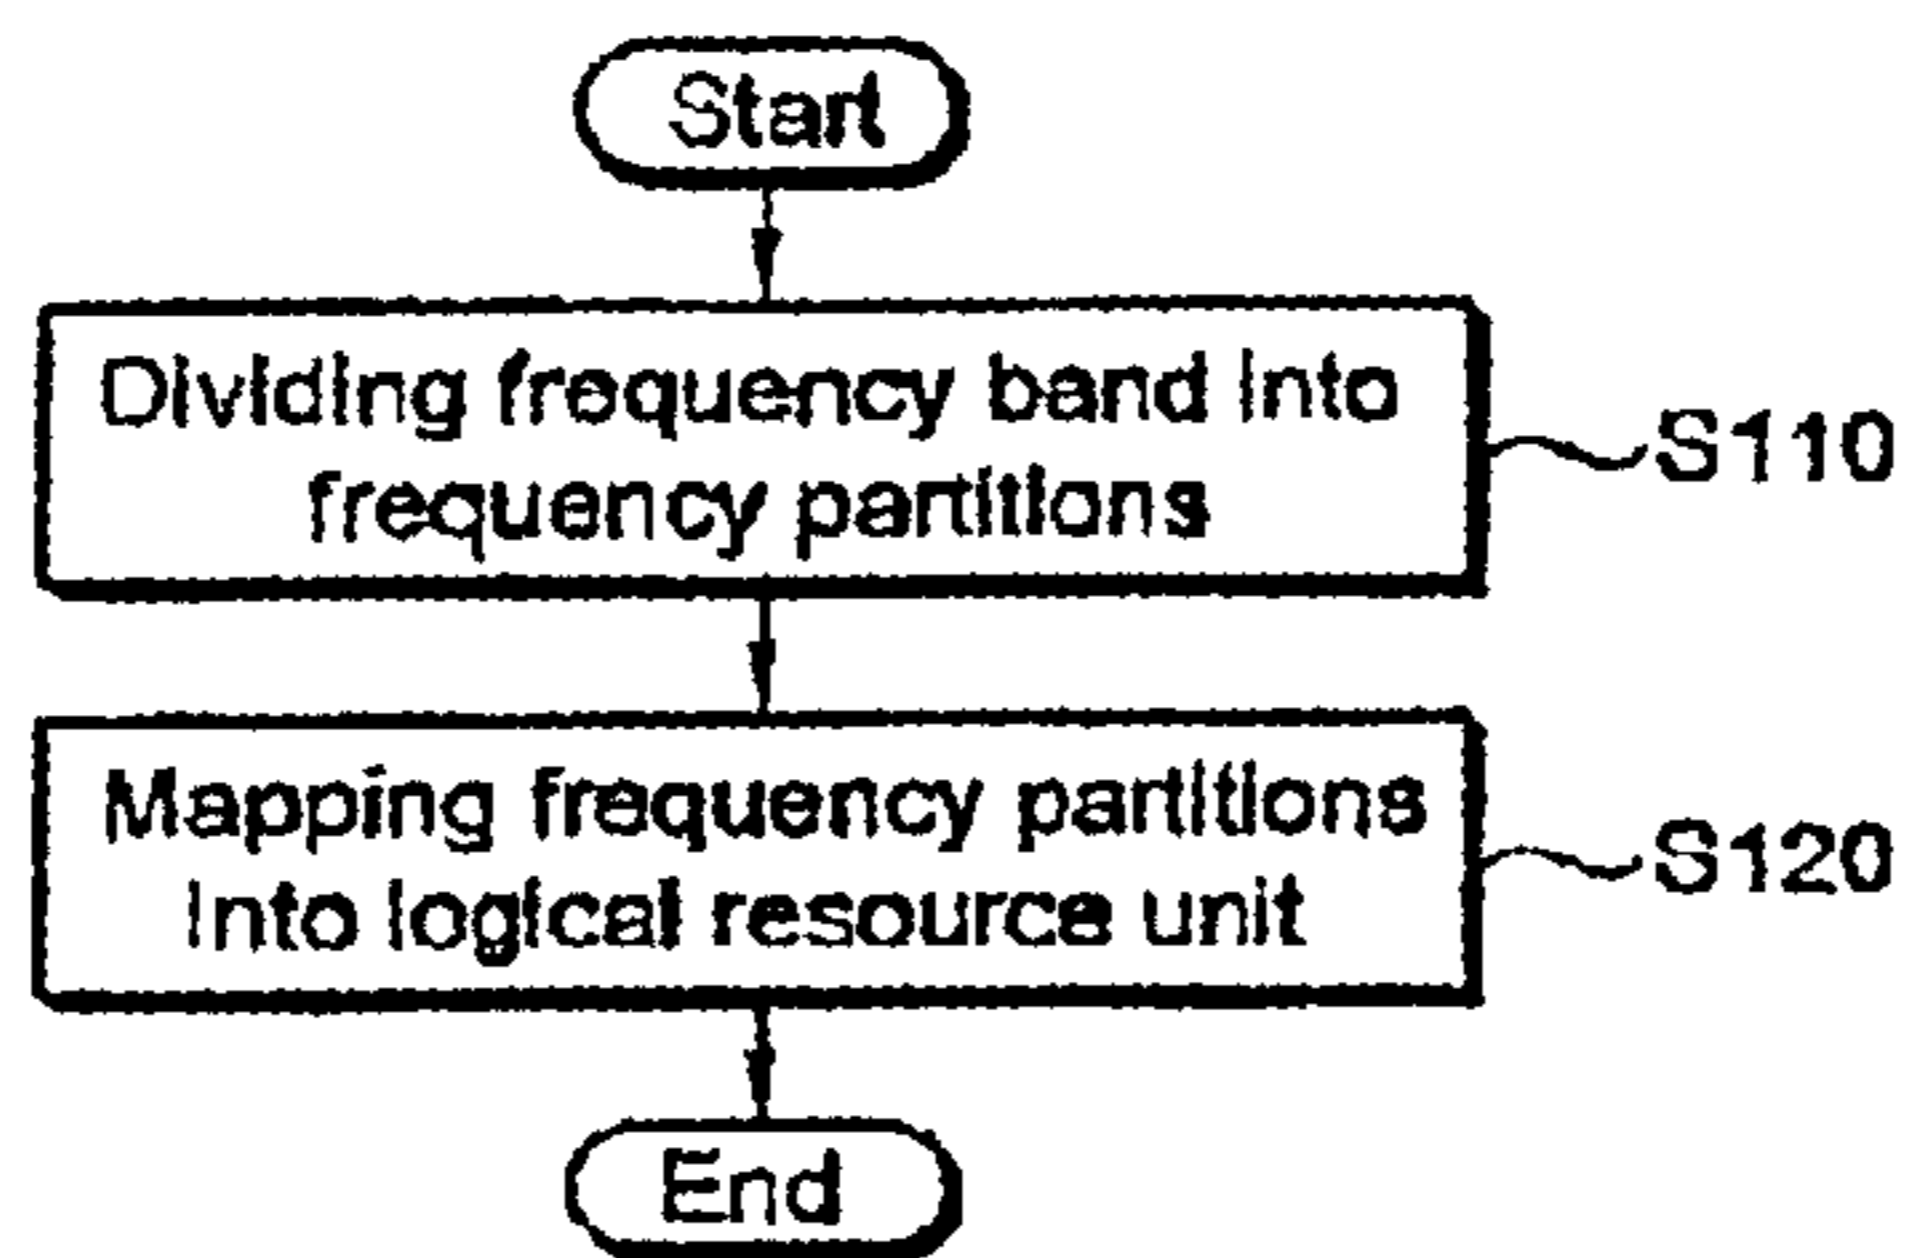 Start
Dividing frequency band into
frequency partitions
S110
Mapping frequency partitions
into logical resource unit
S120
End